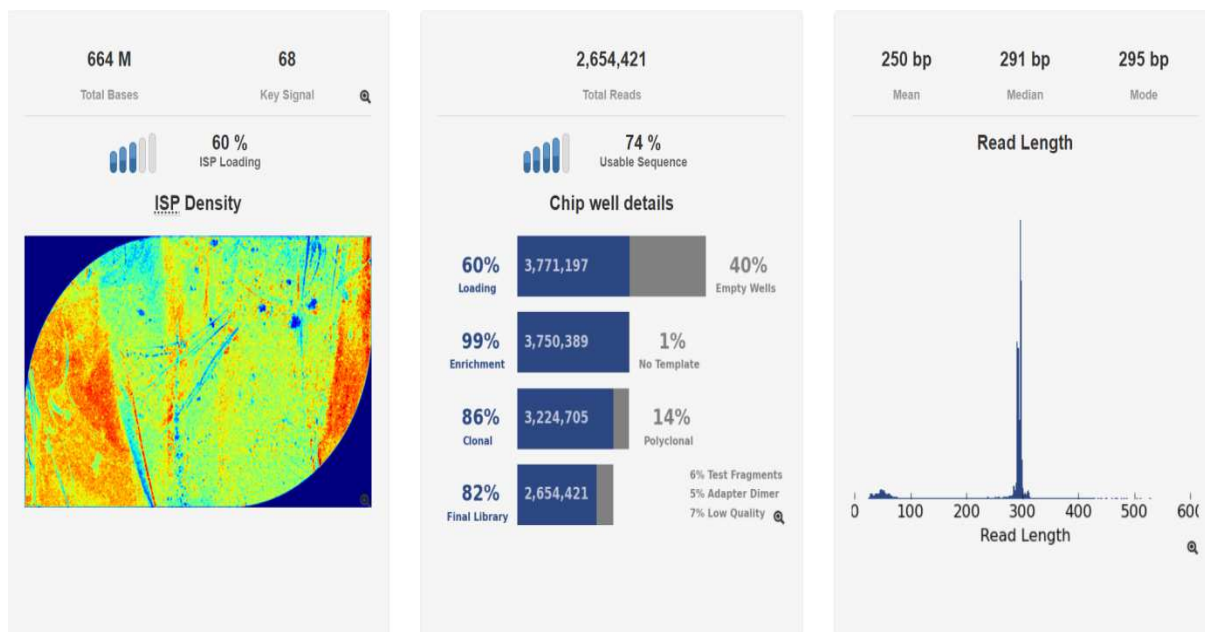 664 M
Total Bases
68
Key Signal
60 %
ISP Loading
ISP Density
2,654,421
Total Reads
74 %
Usable Sequence
Chip well details
60%
Loading
3,771,197
40%
Empty Wells
99%
Enrichment
3,750,389
1%
No Template
86%
Clonal
3,224,705
14%
Polyclonal
82%
Final Library
2,654,421
6% Test Fragments
5% Adapter Dimer
7% Low Quality
250 bp
Mean
291 bp
Median
295 bp
Mode
Read Length
0 100 200 300 400 500 600
Read Length